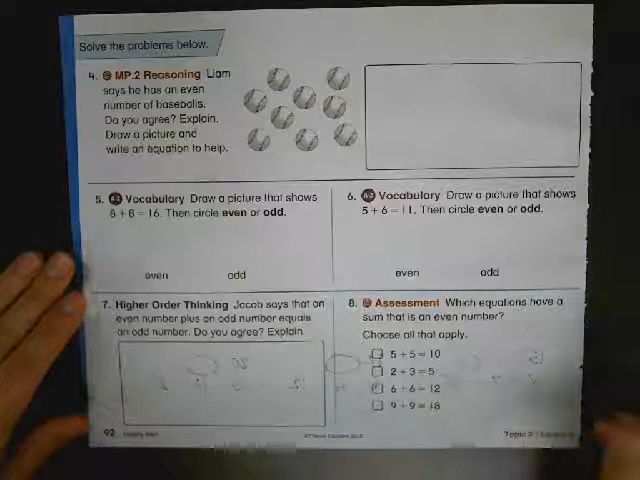 Solve the problems below.
4. MP.2 Reasoning Liam
says he has an even
number of baseballs.
Do you agree? Explain.
Draw a picture and
write an equation to help.
5. A-Z Vocabulary Draw a picture that shows
8 + 8 = 16. Then circle even or odd.
even odd
6. A-Z Vocabulary Draw a picture that shows
5 + 6 = 11. Then circle even or odd.
even odd
7. Higher Order Thinking Jacob says that an
even number plus an odd number equals
an odd number. Do you agree? Explain.
8. Assessment Which equations have a
sum that is an even number?
Choose all that apply.
5 + 5 = 10
2 + 3 = 5
6 + 6 = 12
9 + 9 = 18
92
Topic 2